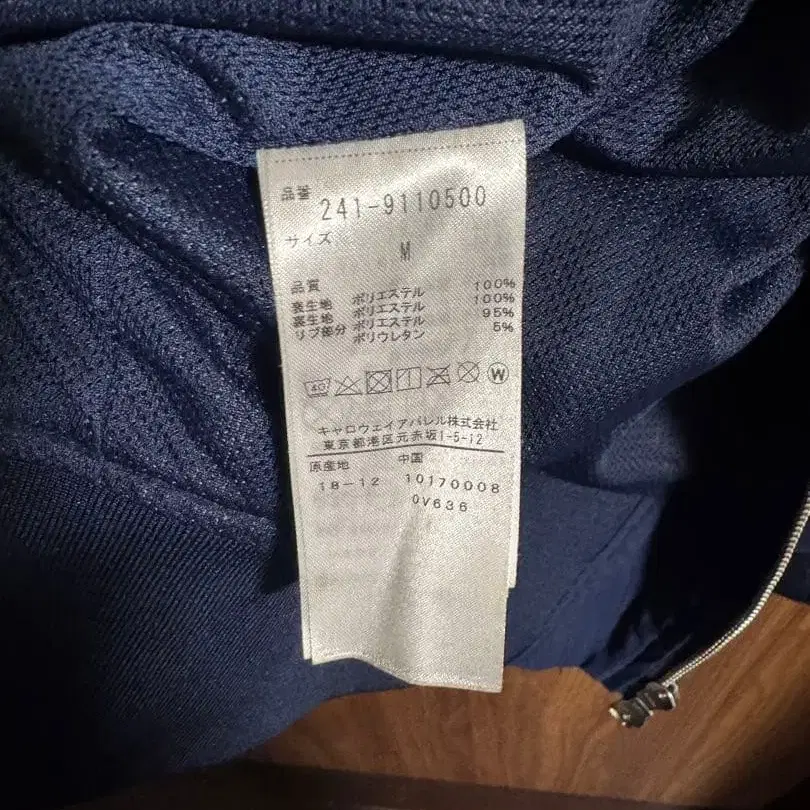 品番
241-9110500
サイズ
M
品質
表生地 ポリエステル 100%
裏生地 ポリエステル 100%
リブ部分 ポリエステル 95%
ポリウレタン 5%
40 W
キャロウェイアパレル株式会社
東京都港区元赤坂1-5-12
原産地 中国
18-12 10170008
0V636